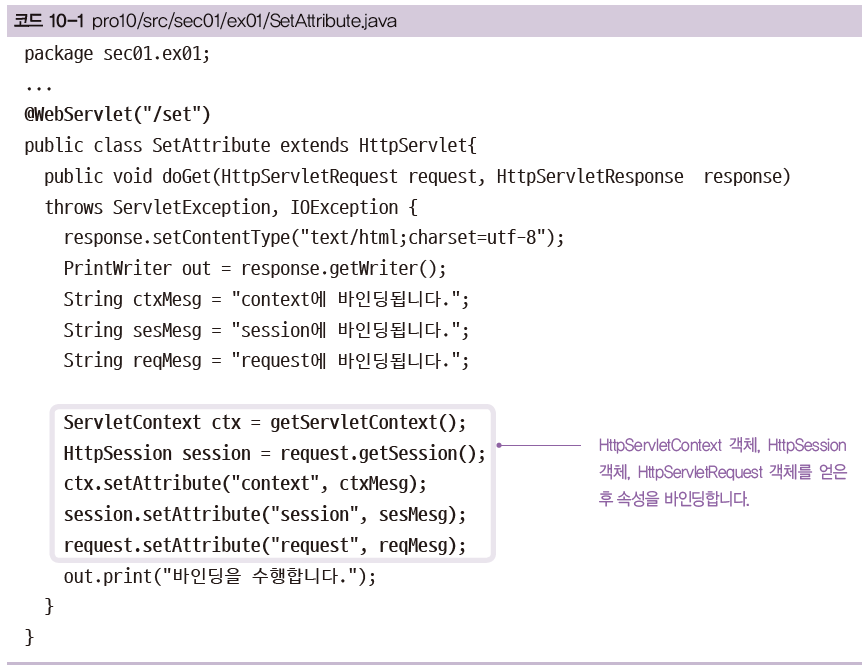 코드 10-1 pro10/src/sec01/ex01/SetAttribute.java
package sec01.ex01;
...
@WebServlet("/set")
public class SetAttribute extends HttpServlet{
  public void doGet(HttpServletRequest request, HttpServletResponse  response)
  throws ServletException, IOException {
    response.setContentType("text/html;charset=utf-8");
    PrintWriter out = response.getWriter();
    String ctxMesg = "context에 바인딩됩니다.";
    String sesMesg = "session에 바인딩됩니다.";
    String reqMesg = "request에 바인딩됩니다.";
    ServletContext ctx = getServletContext();
    HttpSession session = request.getSession();
    ctx.setAttribute("context", ctxMesg);
    session.setAttribute("session", sesMesg);
    request.setAttribute("request", reqMesg);
HttpServletContext 객체, HttpSession
객체, HttpServletRequest 객체를 얻은
후 속성을 바인딩합니다.
    out.print("바인딩을 수행합니다.");
  }
}